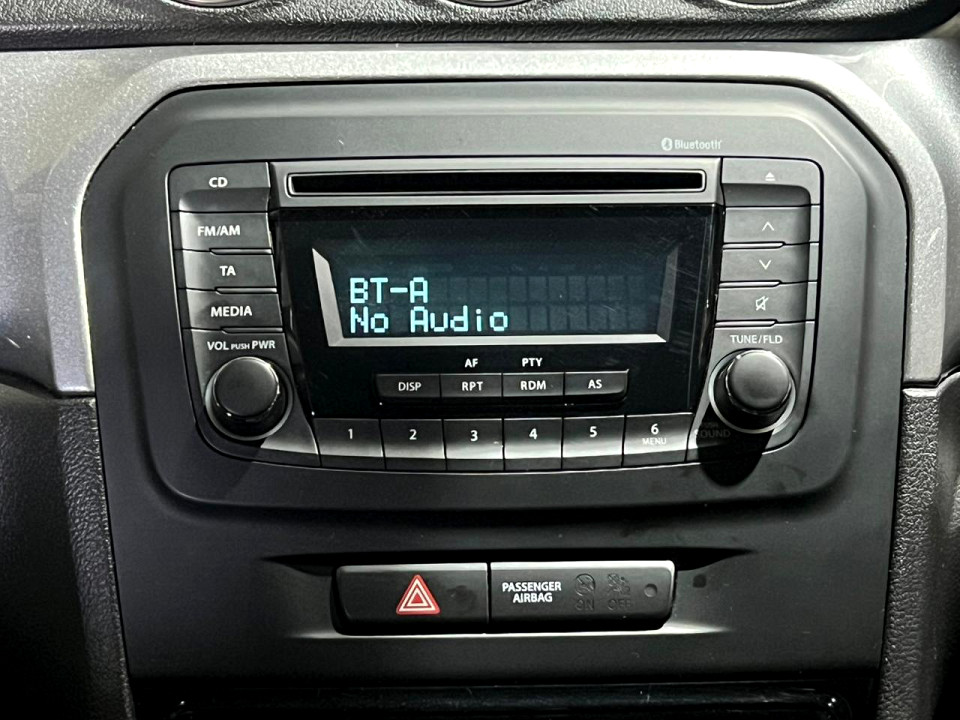 Bluetooth
CD
FM/AM
TA
MEDIA
VOL PUSH PWR
BT-A
No Audio
TUNE/FLD
AF PTY
DISP RPT RDM AS
1 2 3 4 5 6
MENU
SOUND
PASSENGER
AIRBAG
ON OFF